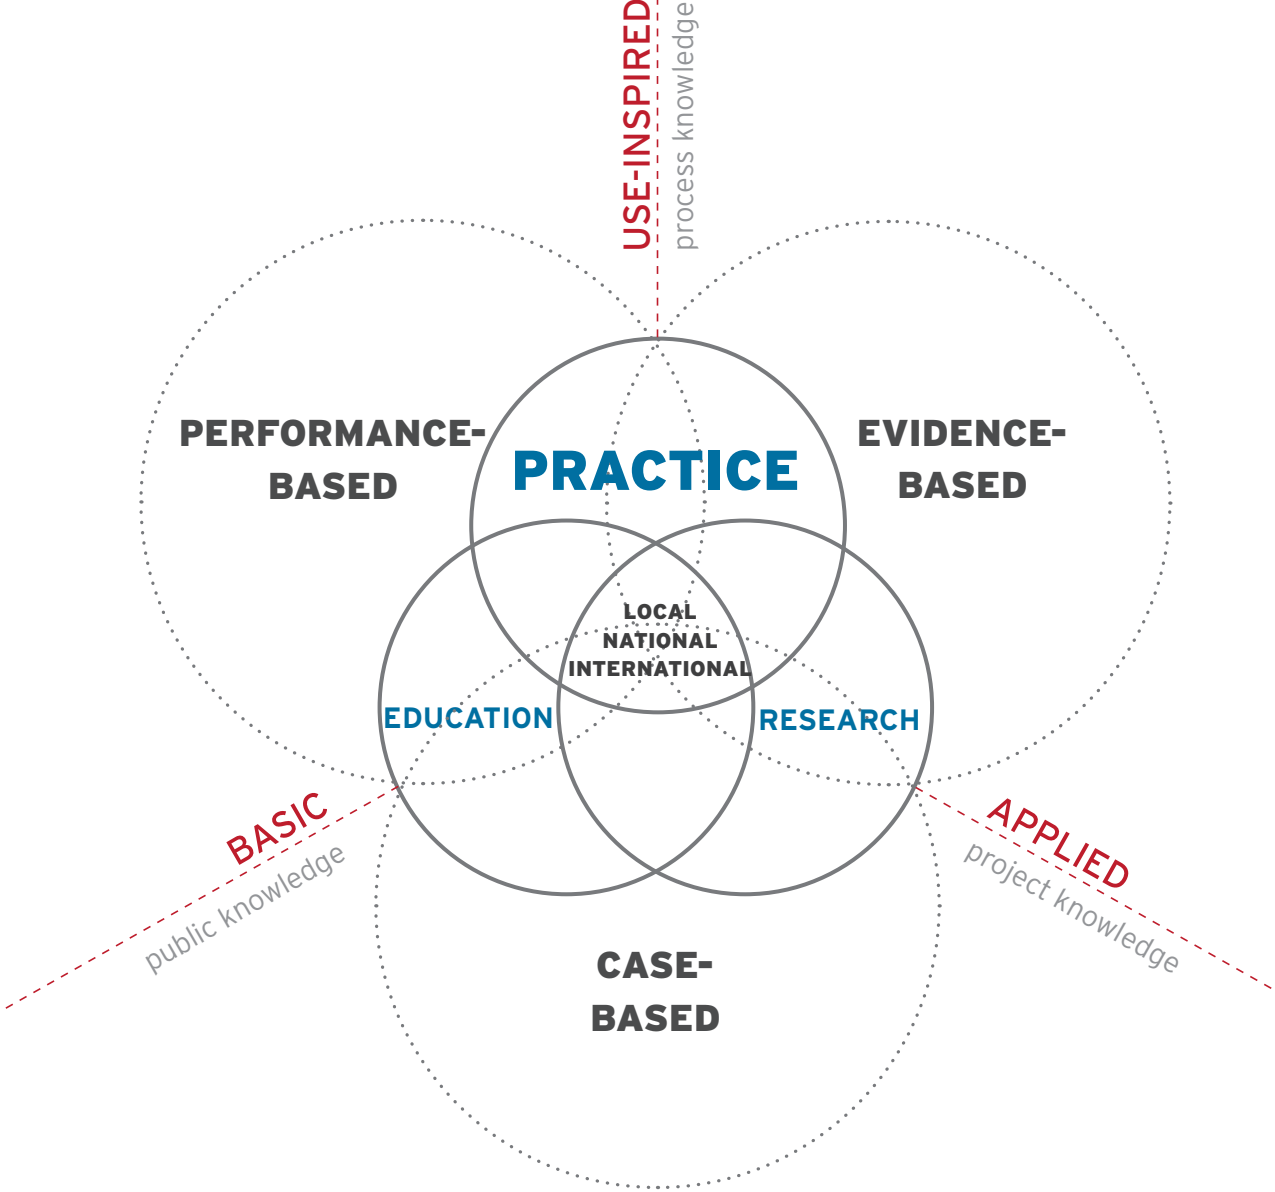 USE-INSPIRED
process knowledge
PERFORMANCE-
BASED
EVIDENCE-
BASED
PRACTICE
LOCAL
NATIONAL
INTERNATIONAL
EDUCATION
RESEARCH
BASIC
public knowledge
APPLIED
project knowledge
CASE-
BASED